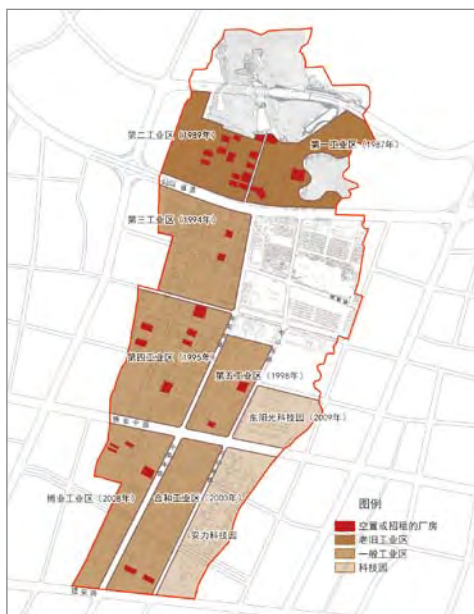 第二工业区（1989年）
第一工业区（1987年）
第三工业区（1994年）
第四工业区（1995年）
第五工业区（1998年）
东阳光科技园（2009年）
博业工业区（2008年）
合和工业区（2000年）
安力科技园
图例
空置或招租的厂房
老旧工业区
一般工业区
科技园